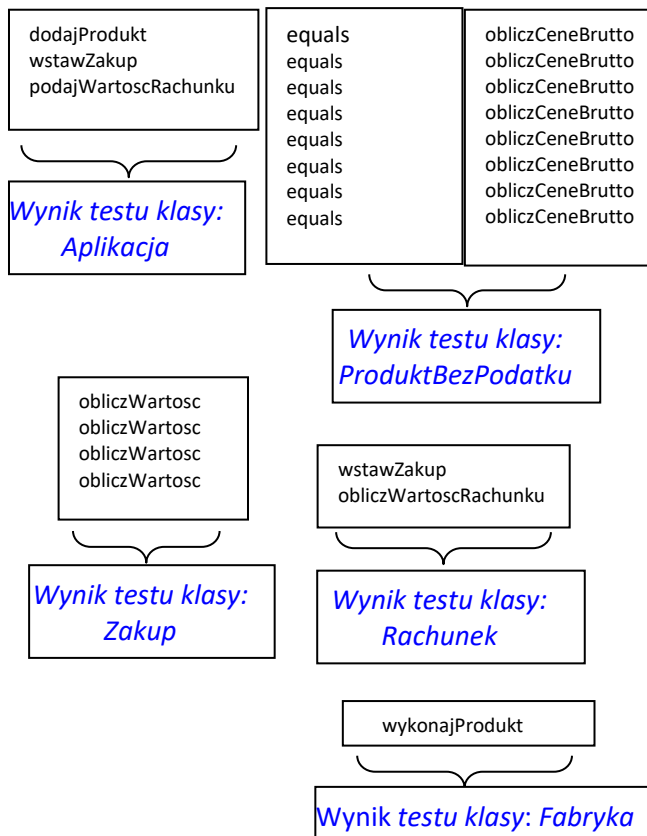 dodajProdukt
wstawZakup
podajWartoscRachunku
Wynik testu klasy:
Aplikacja
equals
equals
equals
equals
equals
equals
equals
equals
obliczCeneBrutto
obliczCeneBrutto
obliczCeneBrutto
obliczCeneBrutto
obliczCeneBrutto
obliczCeneBrutto
obliczCeneBrutto
obliczCeneBrutto
Wynik testu klasy:
ProduktBezPodatku
obliczWartosc
obliczWartosc
obliczWartosc
obliczWartosc
Wynik testu klasy:
Zakup
wstawZakup
obliczWartoscRachunku
Wynik testu klasy:
Rachunek
wykonajProdukt
Wynik testu klasy: Fabryka